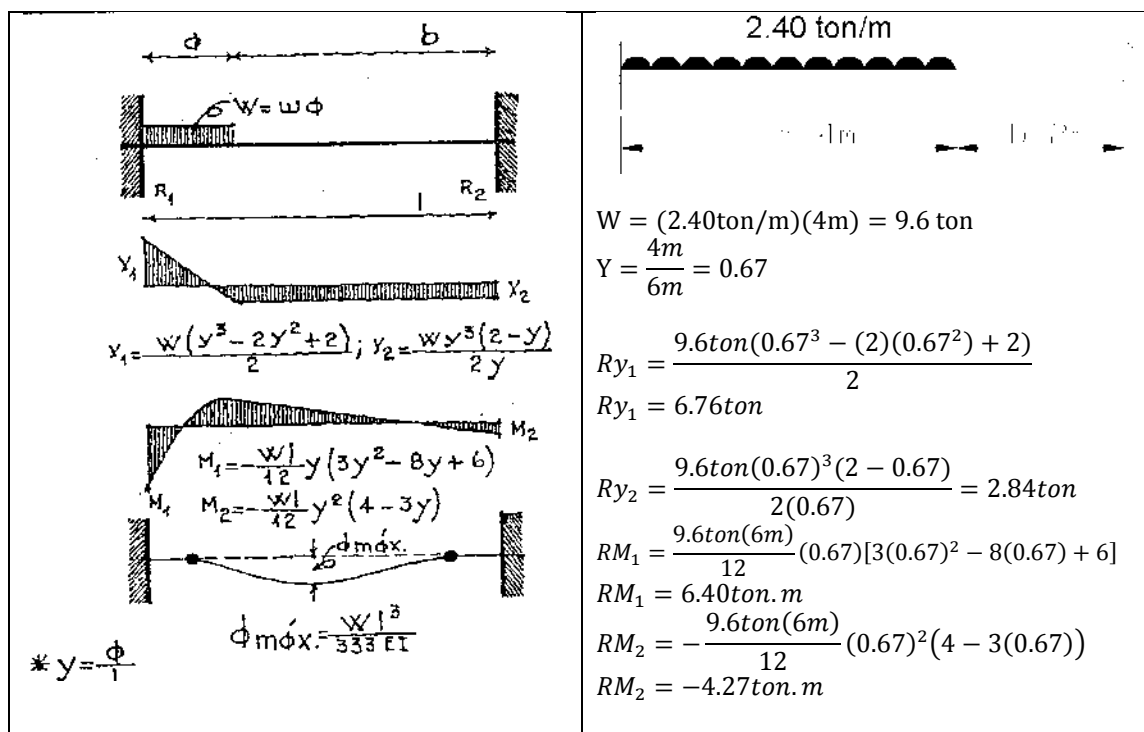 a b
W = wa
R₁ R₂
l
Y₁ Y₂
Y₁ = W(y³ − 2y² + 2) / 2 ; Y₂ = Wy³(2 − y) / 2y
M₂
M₁ = − Wl/12 y (3y² − 8y + 6)
M₁ M₂ = − Wl/12 y² (4 − 3y)
d máx.
d máx. = Wl³ / 333 EI
* y = a / l
2.40 ton/m
4m
W = (2.40ton/m)(4m) = 9.6 ton
Y = 4m / 6m = 0.67
Ry₁ = 9.6ton(0.67³ − (2)(0.67²) + 2) / 2
Ry₁ = 6.76ton
Ry₂ = 9.6ton(0.67)³(2 − 0.67) / 2(0.67) = 2.84ton
RM₁ = 9.6ton(6m) / 12 (0.67)[3(0.67)² − 8(0.67) + 6]
RM₁ = 6.40ton.m
RM₂ = − 9.6ton(6m) / 12 (0.67)²(4 − 3(0.67))
RM₂ = −4.27ton.m